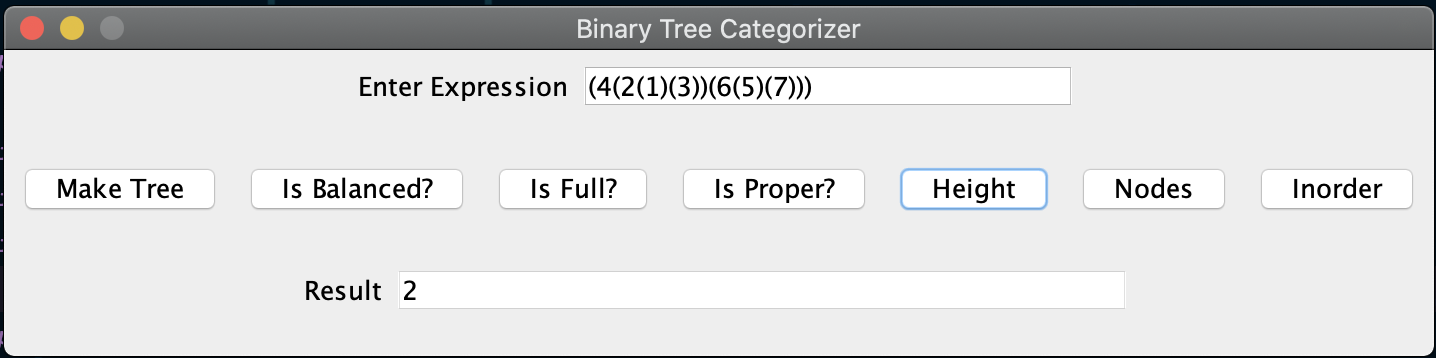 Binary Tree Categorizer
Enter Expression (4(2(1)(3))(6(5)(7)))
Make Tree Is Balanced? Is Full? Is Proper? Height Nodes Inorder
Result 2